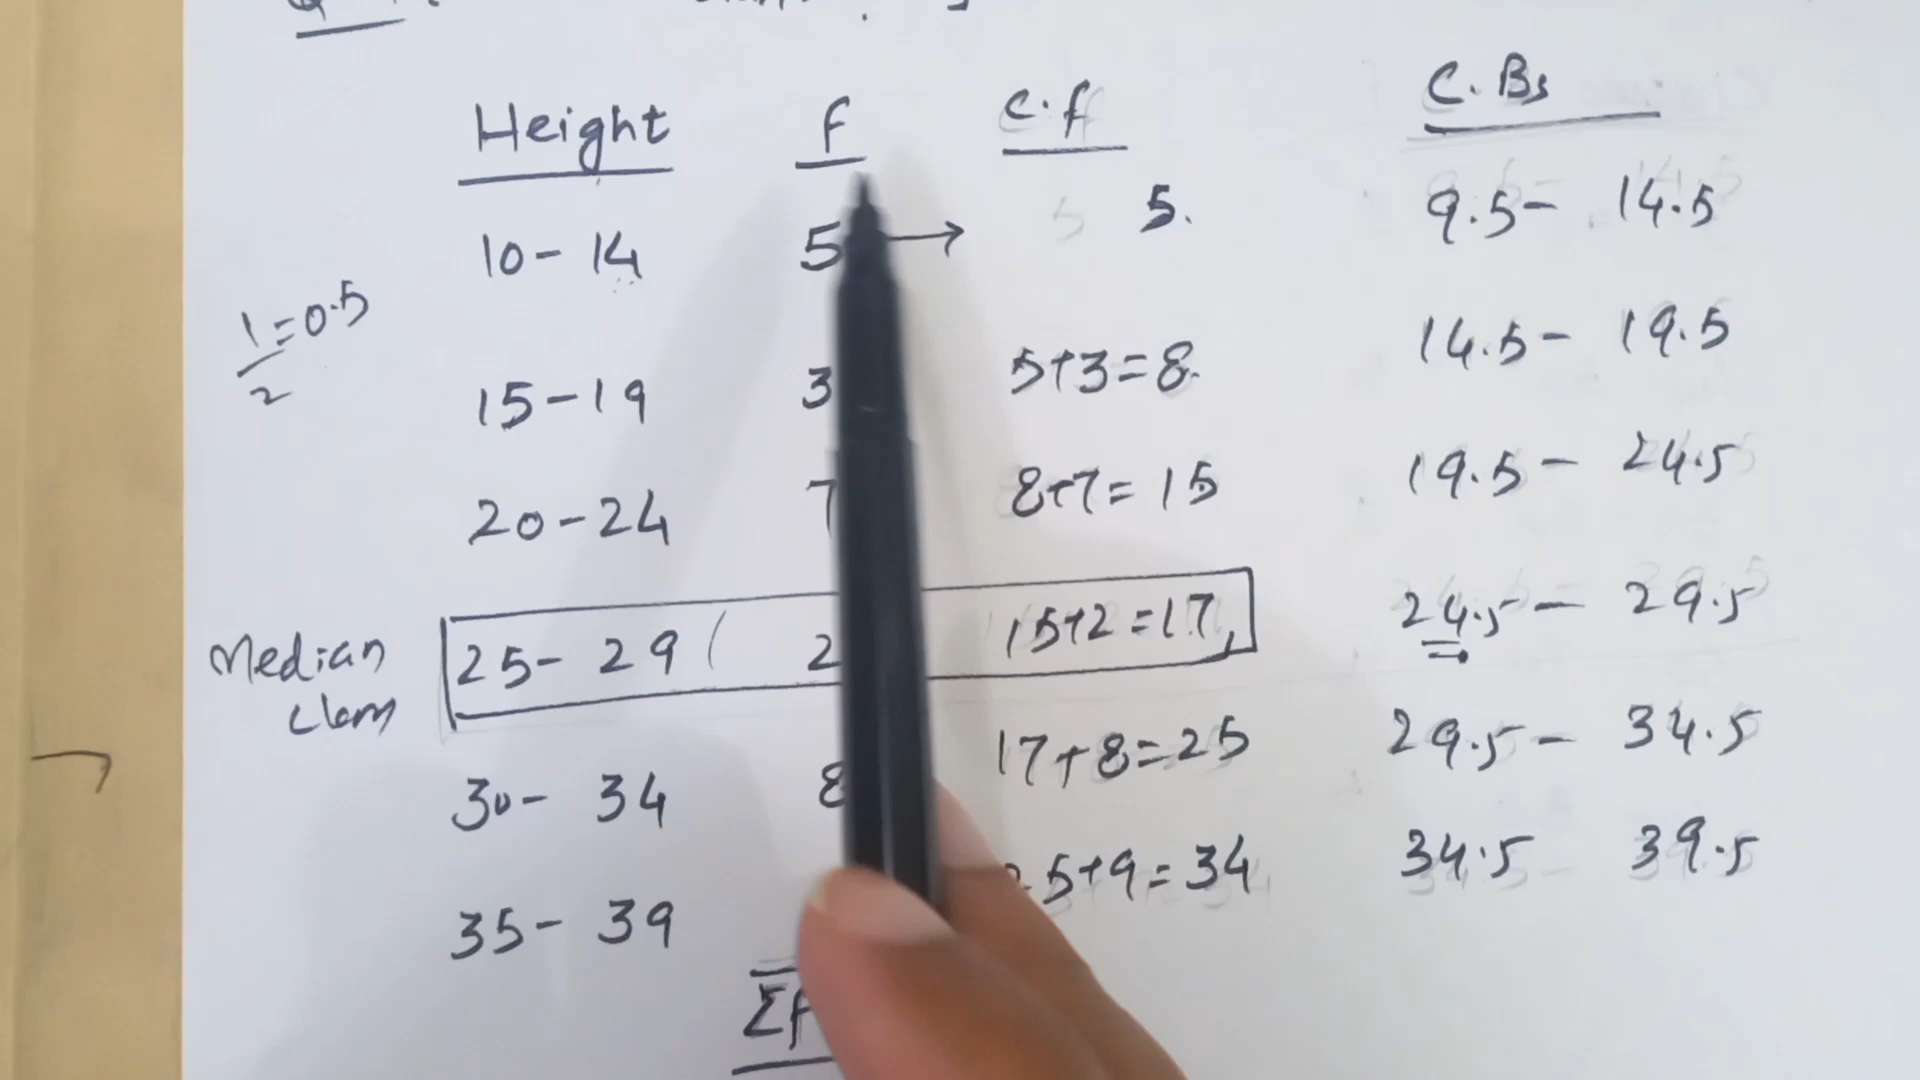 Height f C.f C.Bs
10 - 14 5 → 5. 9.5 - 14.5
1/2 = 0.5
15 - 19 3 5+3=8. 14.5 - 19.5
20 - 24 7 8+7= 15 19.5 - 24.5
Median class 25 - 29 ( 2 15+2=17, 24.5 - 29.5
30 - 34 8 17+8=25 29.5 - 34.5
35 - 39 5+9=34 34.5 39.5
Σf